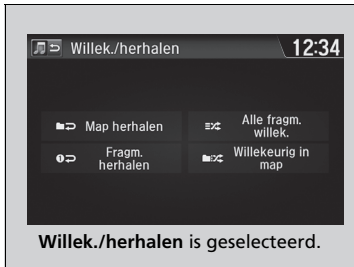 Willek./herhalen
12:34
Map herhalen
Alle fragm.
willek.
Fragm.
herhalen
Willekeurig in
map
Willek./herhalen is geselecteerd.